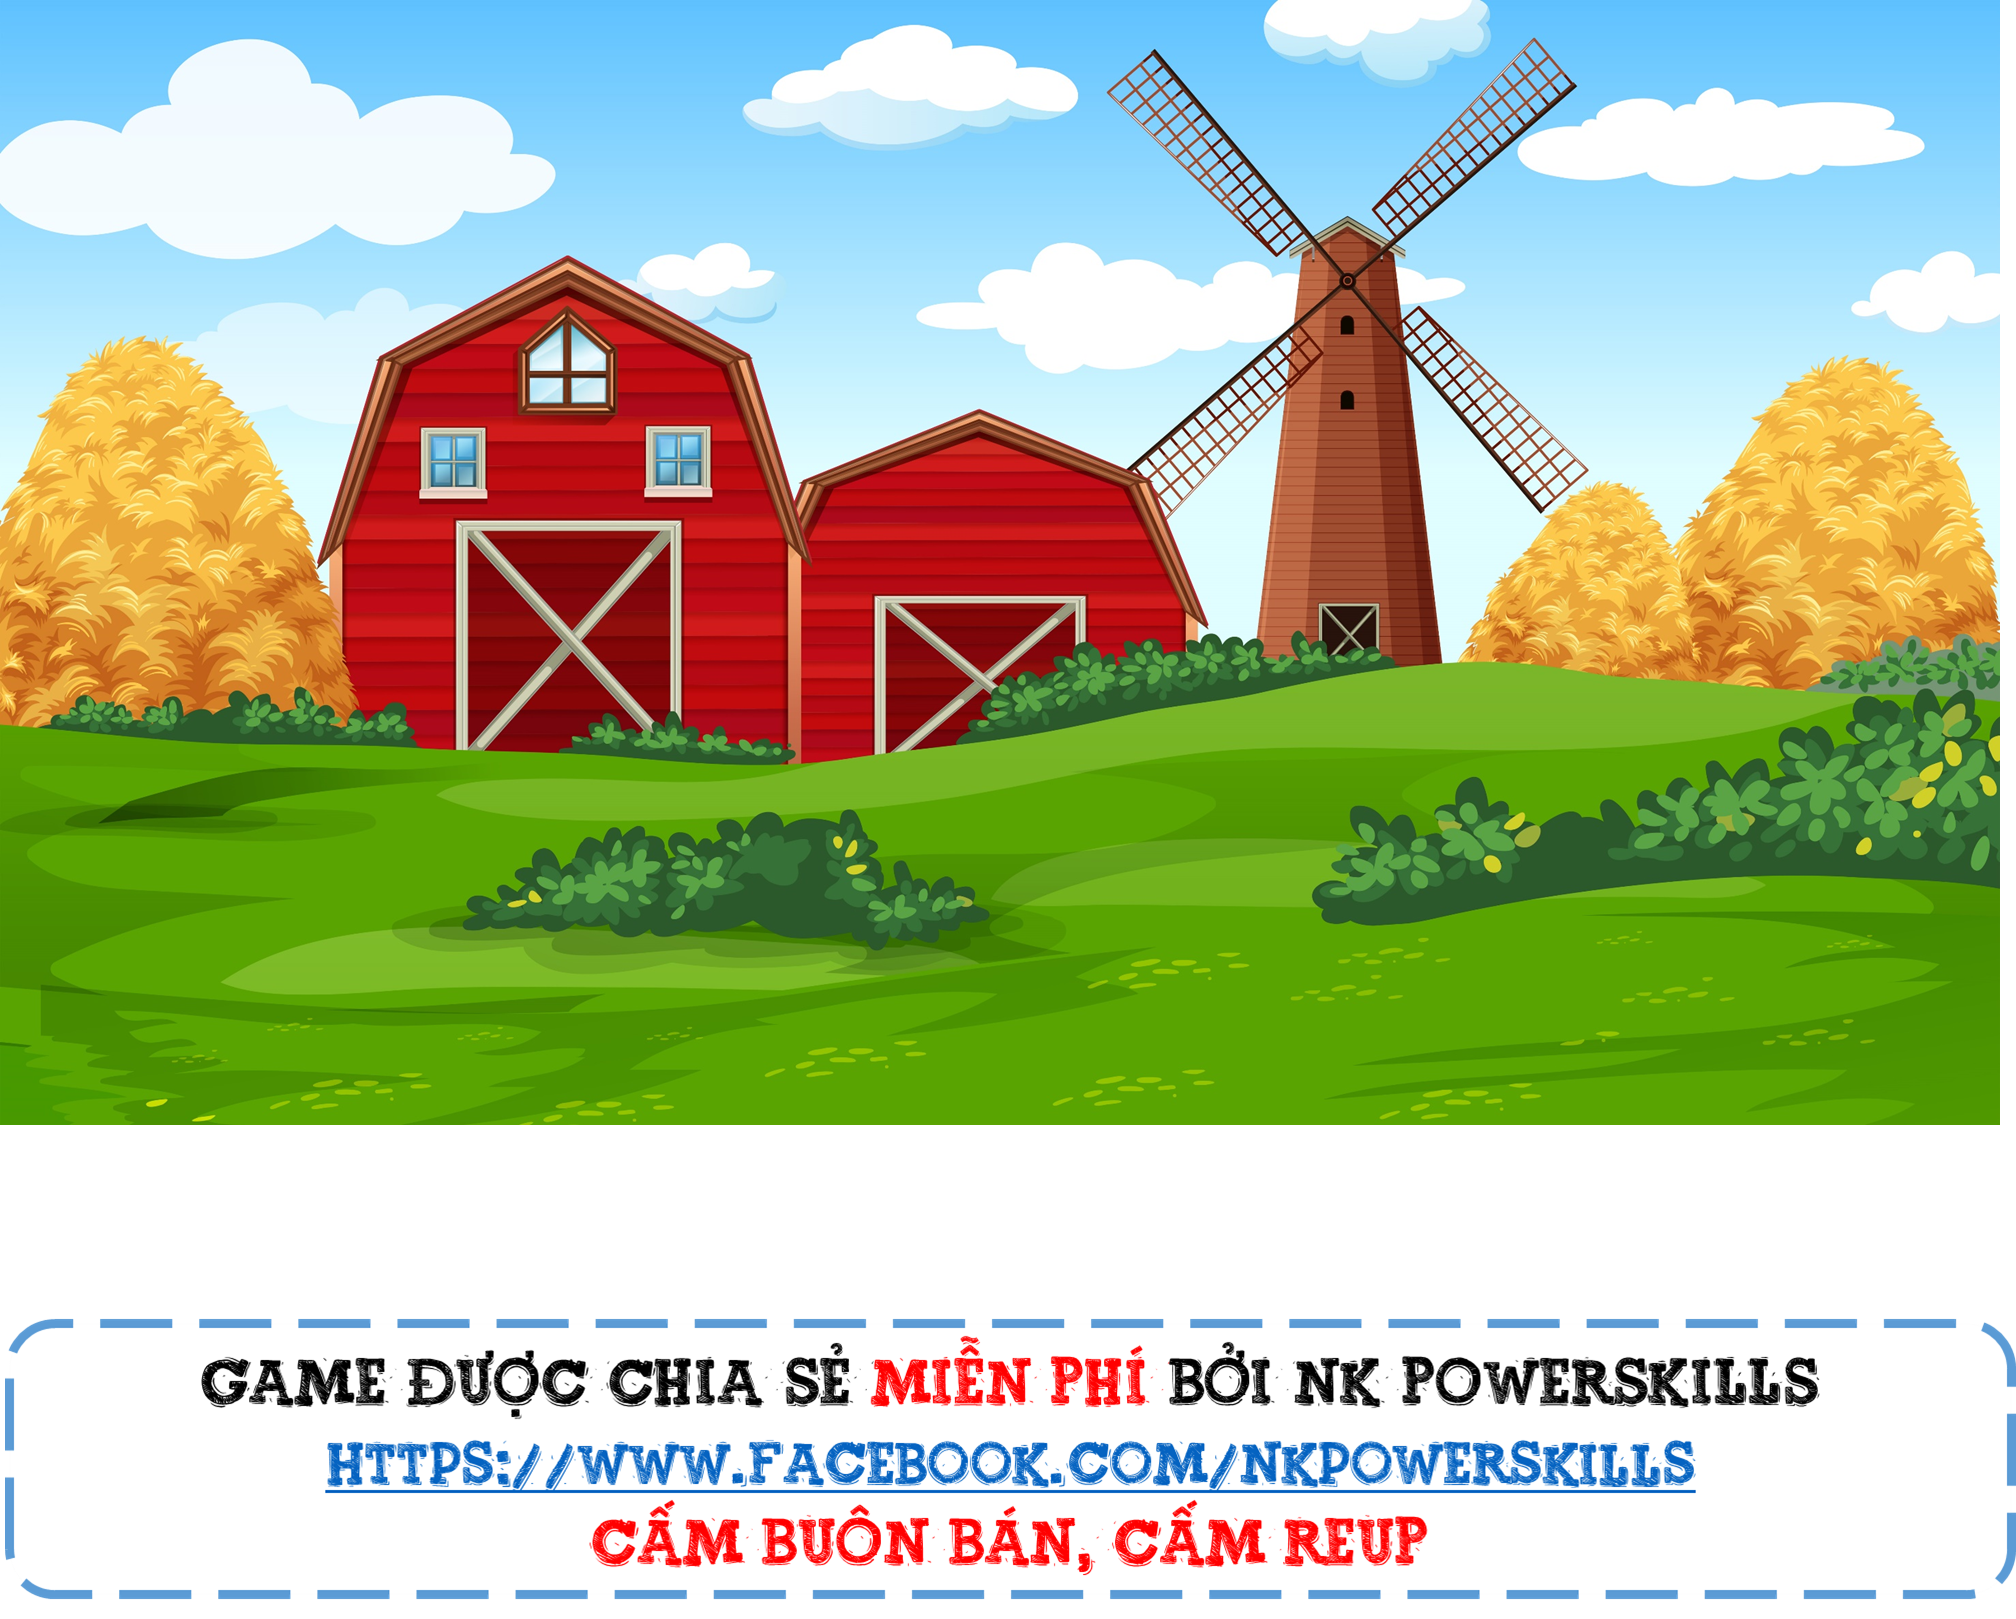 GAME ĐƯỢC CHIA SẺ MIỄN PHÍ BỞI NK POWERSKILLS
HTTPS://WWW.FACEBOOK.COM/NKPOWERSKILLS
CẤM BUÔN BÁN, CẤM REUP